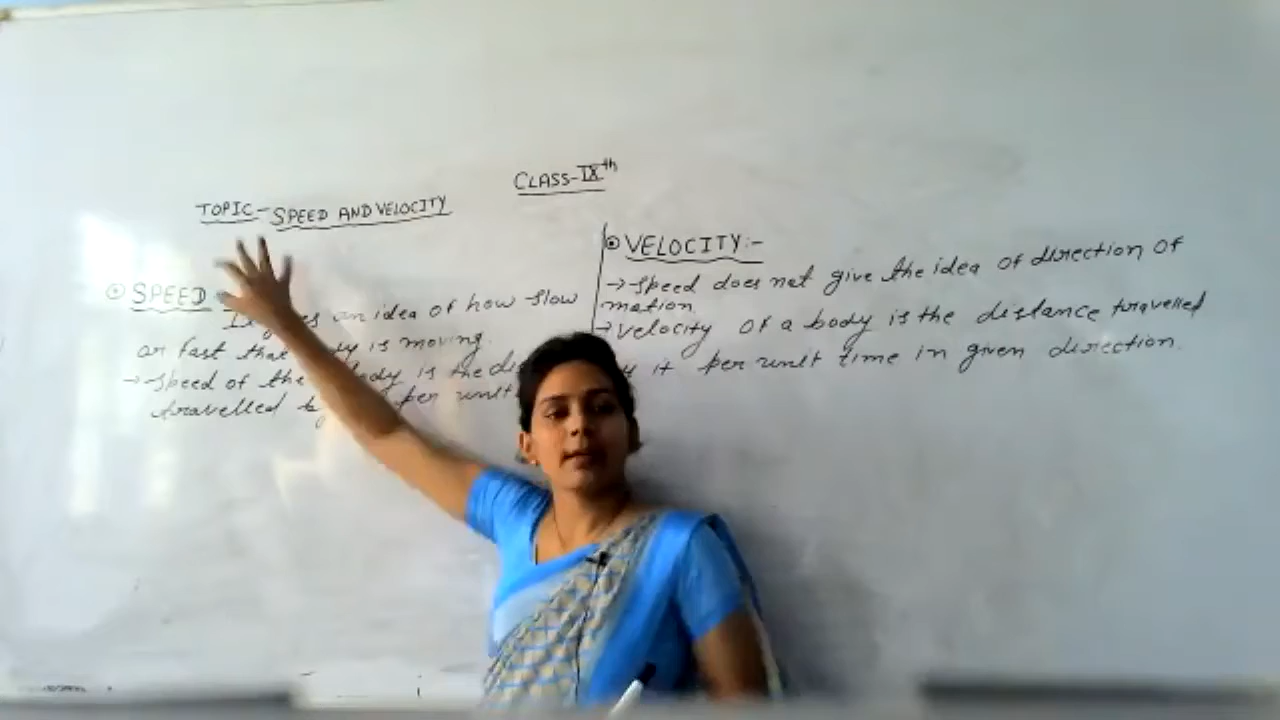 CLASS-IXth
TOPIC- SPEED AND VELOCITY
SPEED
an idea of how slow
or fast that is moving.
→ Speed of the body is the
travelled per unit
VELOCITY:-
→ Speed does not give the idea of direction of
motion
→ Velocity of a body is the distance travelled
it per unit time in given direction.